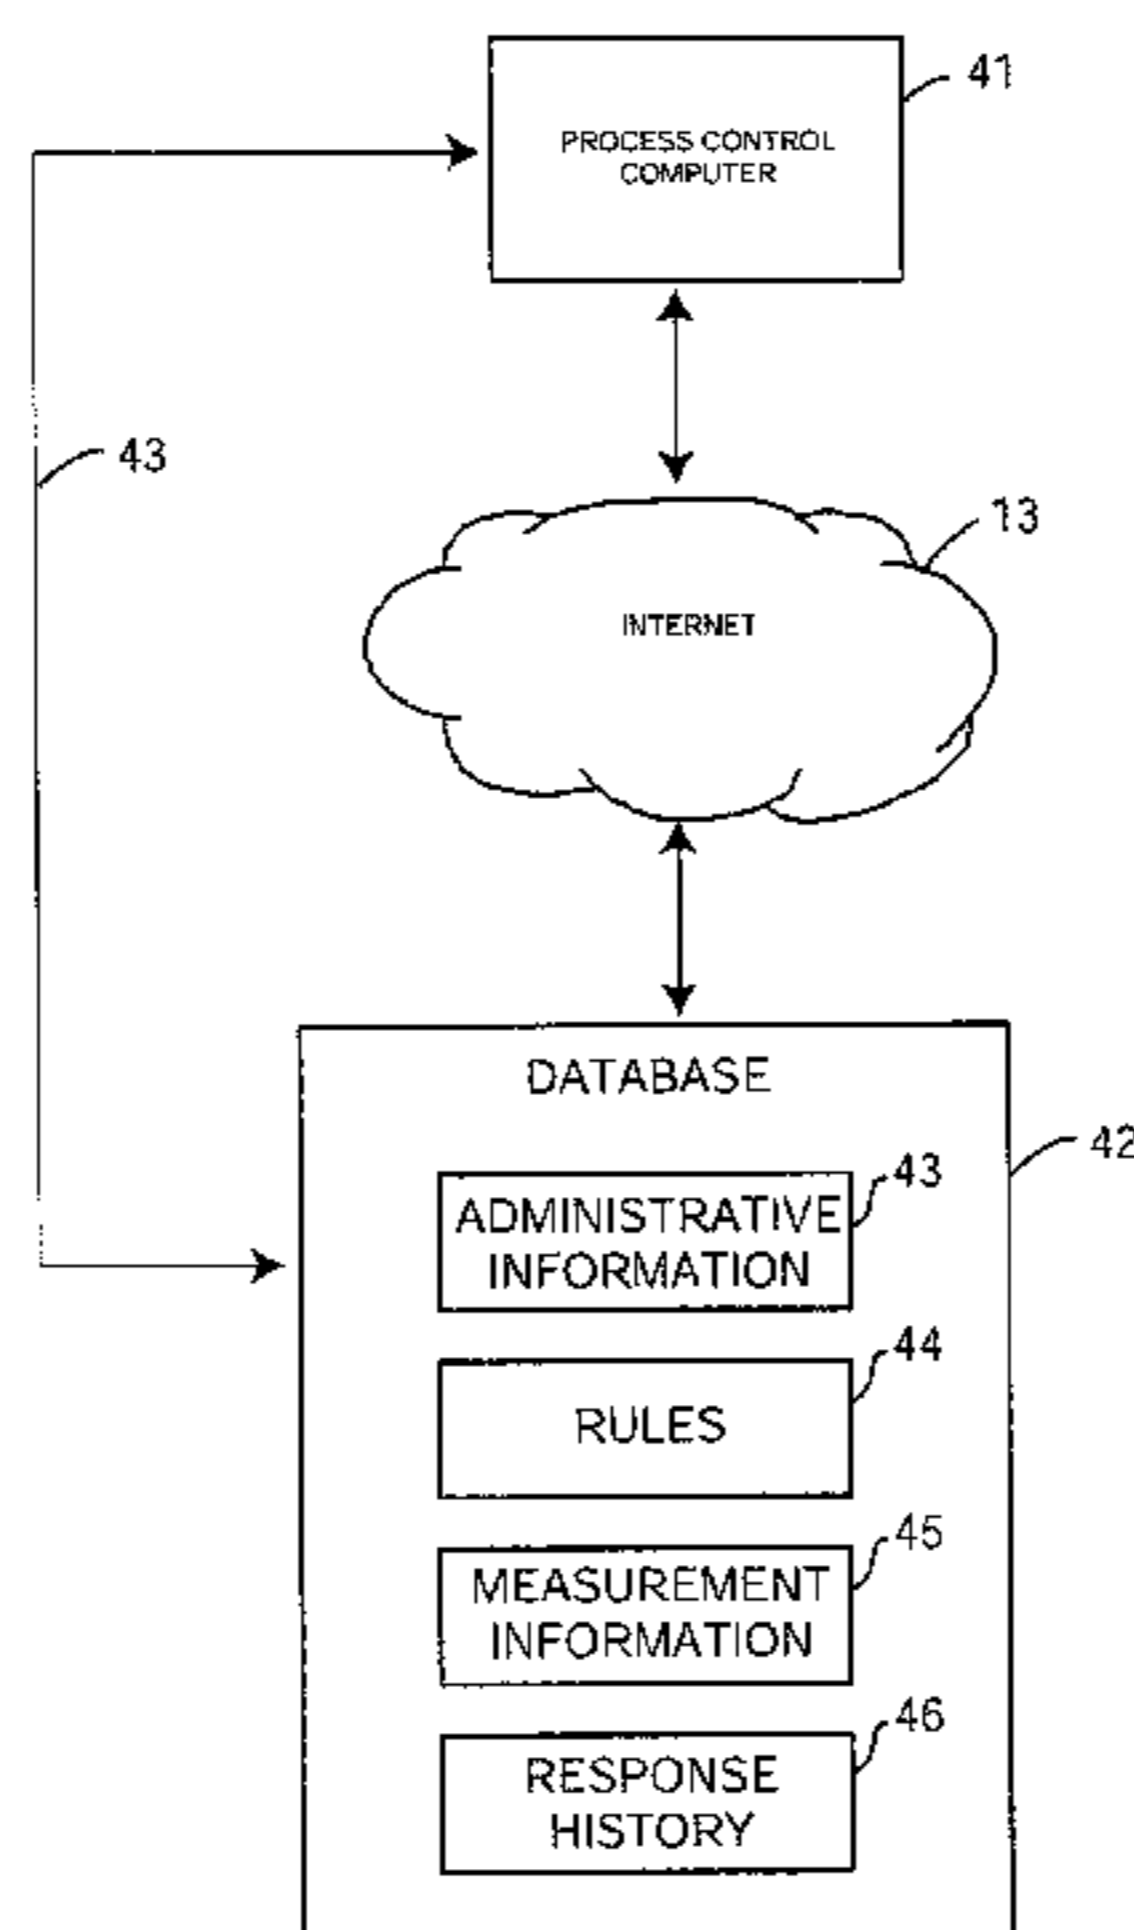 41
PROCESS CONTROL
COMPUTER
43
13
INTERNET
DATABASE
42
43
ADMINISTRATIVE
INFORMATION
44
RULES
45
MEASUREMENT
INFORMATION
46
RESPONSE
HISTORY